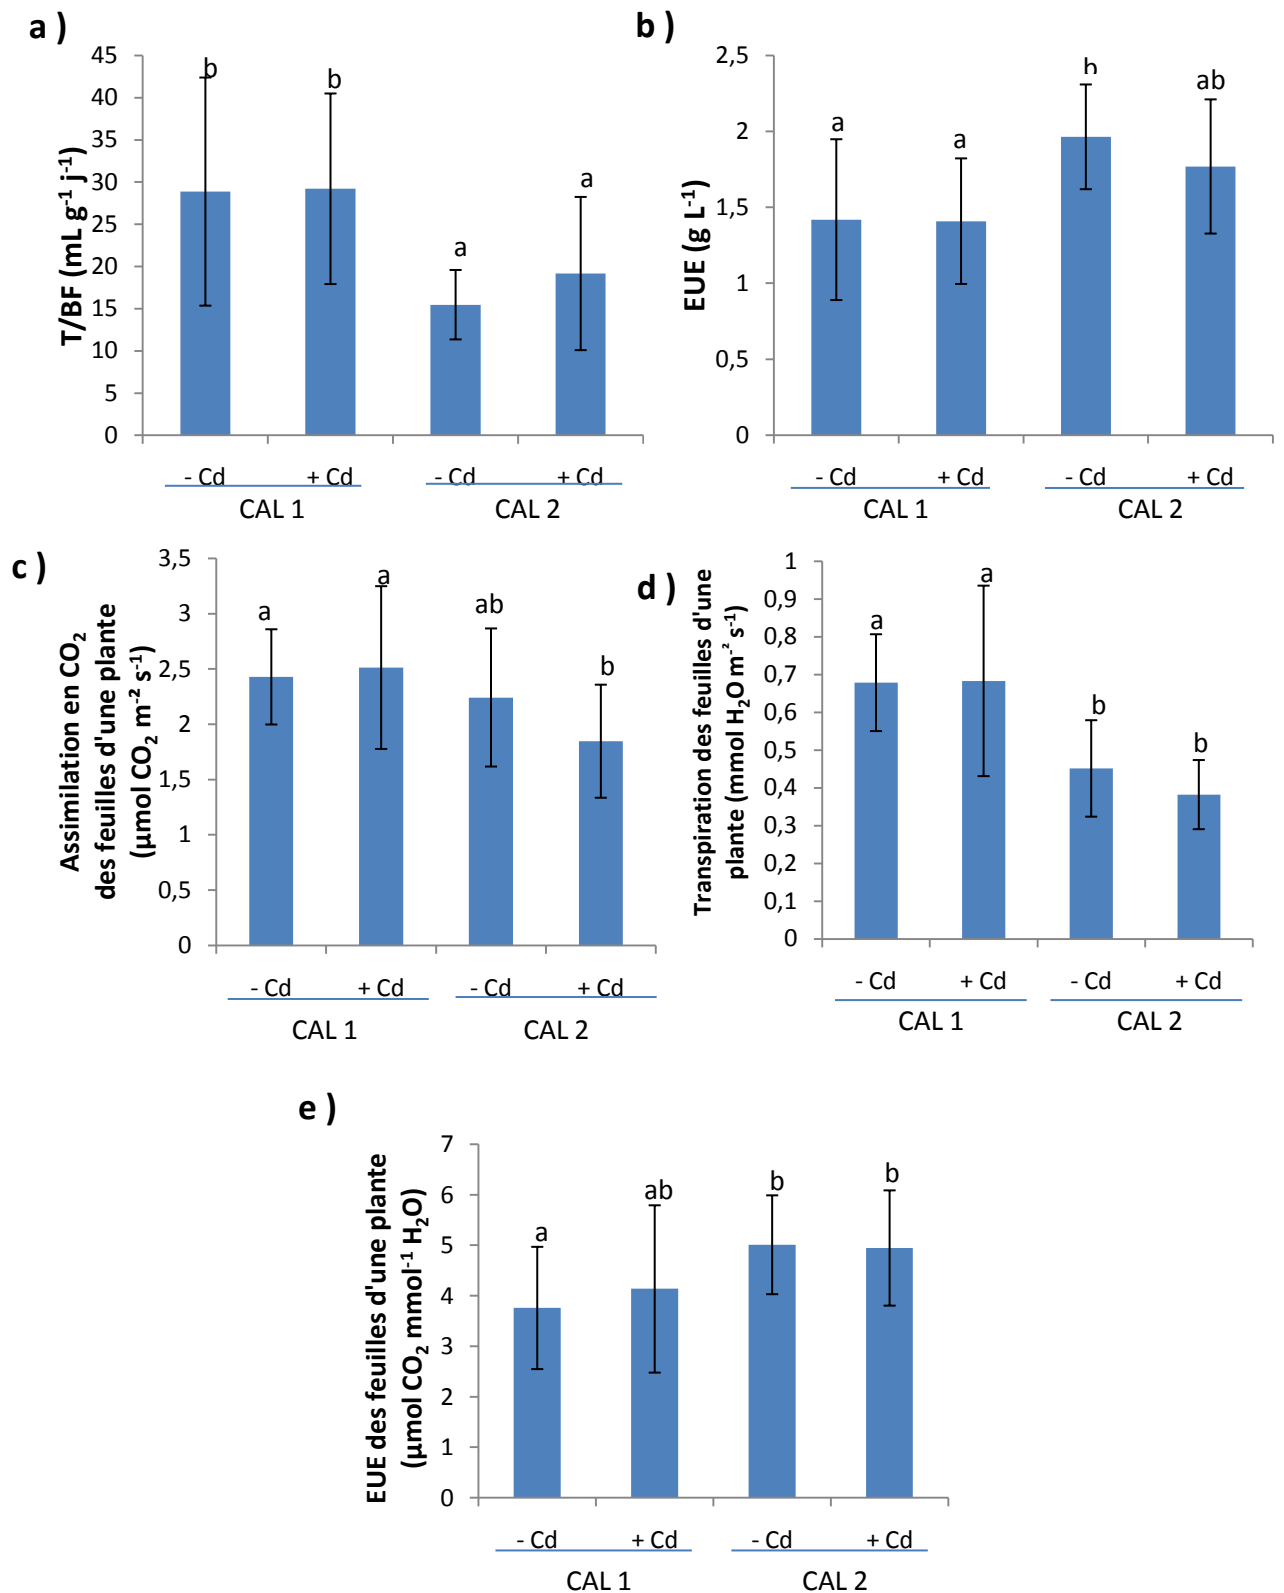 a )
45
40
35
30
25
20
15
10
5
0
T/BF (mL g⁻¹ j⁻¹)
b
b
a
a
- Cd
+ Cd
- Cd
+ Cd
CAL 1
CAL 2
b )
2,5
2
1,5
1
0,5
0
EUE (g L⁻¹)
a
a
b
ab
- Cd
+ Cd
- Cd
+ Cd
CAL 1
CAL 2
c )
3,5
3
2,5
2
1,5
1
0,5
0
Assimilation en CO₂
des feuilles d'une plante
(µmol CO₂ m⁻² s⁻¹)
a
a
ab
b
- Cd
+ Cd
- Cd
+ Cd
CAL 1
CAL 2
d )
1
0,9
0,8
0,7
0,6
0,5
0,4
0,3
0,2
0,1
0
Transpiration des feuilles d'une
plante (mmol H₂O m⁻² s⁻¹)
a
a
b
b
- Cd
+ Cd
- Cd
+ Cd
CAL 1
CAL 2
e )
7
6
5
4
3
2
1
0
EUE des feuilles d'une plante
(µmol CO₂ mmol⁻¹ H₂O)
a
ab
b
b
- Cd
+ Cd
- Cd
+ Cd
CAL 1
CAL 2